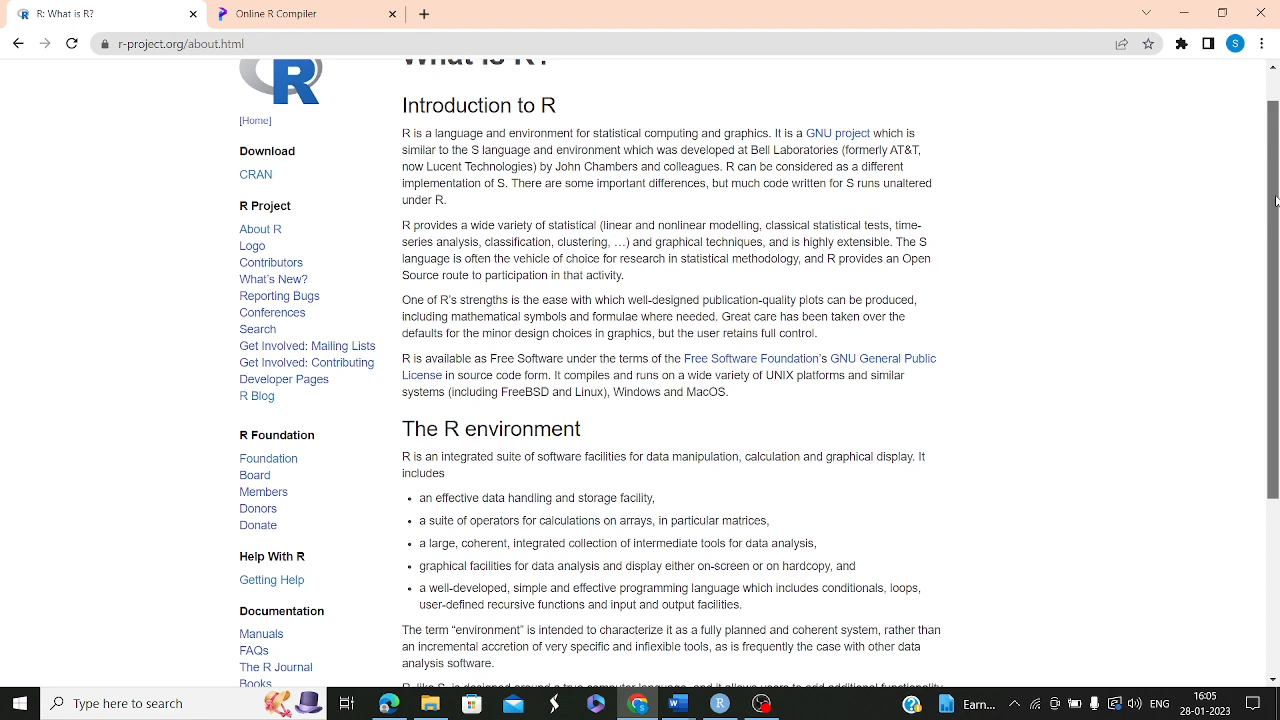 R: What is R?
Online R Compiler
r-project.org/about.html
S
R
[Home]
Download
CRAN
R Project
About R
Logo
Contributors
What's New?
Reporting Bugs
Conferences
Search
Get Involved: Mailing Lists
Get Involved: Contributing
Developer Pages
R Blog
R Foundation
Foundation
Board
Members
Donors
Donate
Help With R
Getting Help
Documentation
Manuals
FAQs
The R Journal
Books
What is R?
Introduction to R
R is a language and environment for statistical computing and graphics. It is a GNU project which is
similar to the S language and environment which was developed at Bell Laboratories (formerly AT&T,
now Lucent Technologies) by John Chambers and colleagues. R can be considered as a different
implementation of S. There are some important differences, but much code written for S runs unaltered
under R.
R provides a wide variety of statistical (linear and nonlinear modelling, classical statistical tests, time-
series analysis, classification, clustering, …) and graphical techniques, and is highly extensible. The S
language is often the vehicle of choice for research in statistical methodology, and R provides an Open
Source route to participation in that activity.
One of R's strengths is the ease with which well-designed publication-quality plots can be produced,
including mathematical symbols and formulae where needed. Great care has been taken over the
defaults for the minor design choices in graphics, but the user retains full control.
R is available as Free Software under the terms of the Free Software Foundation's GNU General Public
License in source code form. It compiles and runs on a wide variety of UNIX platforms and similar
systems (including FreeBSD and Linux), Windows and MacOS.
The R environment
R is an integrated suite of software facilities for data manipulation, calculation and graphical display. It
includes
• an effective data handling and storage facility,
• a suite of operators for calculations on arrays, in particular matrices,
• a large, coherent, integrated collection of intermediate tools for data analysis,
• graphical facilities for data analysis and display either on-screen or on hardcopy, and
• a well-developed, simple and effective programming language which includes conditionals, loops,
user-defined recursive functions and input and output facilities.
The term “environment” is intended to characterize it as a fully planned and coherent system, rather than
an incremental accretion of very specific and inflexible tools, as is frequently the case with other data
analysis software.
R, like S, is designed around a true computer language, and it allows users to add additional functionality
Type here to search
Earn...
ENG
16:05
28-01-2023